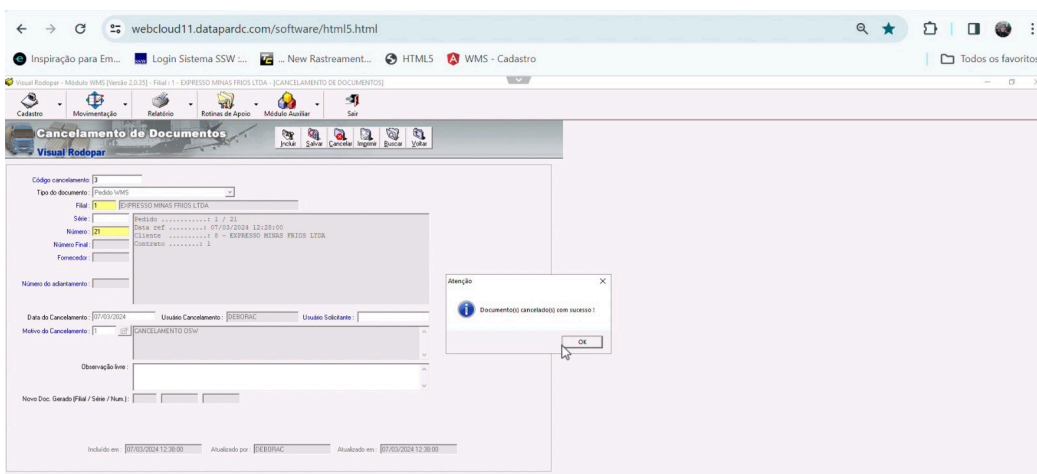 webcloud11.datapardc.com/software/html5.html
Inspiração para Em... Login Sistema SSW :... ... New Rastreament... HTML5 WMS - Cadastro Todos os favoritos
Visual Rodopar - Módulo WMS [Versão 2.0.25] - Filial : 1 - EXPRESSO MINAS FRIOS LTDA - [CANCELAMENTO DE DOCUMENTOS]
Cadastro Movimentação Relatório Rotinas de Apoio Módulo Auxiliar Sair
Cancelamento de Documentos
Visual Rodopar
Incluir Salvar Cancelar Imprimir Buscar Voltar
Código cancelamento: 3
Tipo do documento : Pedido WMS
Filial : 1 EXPRESSO MINAS FRIOS LTDA
Série :
Número : 21
Número Final :
Fornecedor :
Número do adiantamento :
Pedido ...........: 1 / 21
Data ref .........: 07/03/2024 12:28:00
Cliente ..........: 8 - EXPRESSO MINAS FRIOS LTDA
Contrato .........: 1
Atenção
Documento(s) cancelado(s) com sucesso !
OK
Data do Cancelamento : 07/03/2024 Usuário Cancelamento : DEBORAC Usuário Solicitante :
Motivo do Cancelamento : 1 CANCELAMENTO OSW
Observação livre :
Novo Doc. Gerado (Filial / Série / Num.) :
Incluído em : 07/03/2024 12:38:00 Atualizado por : DEBORAC Atualizado em : 07/03/2024 12:38:00